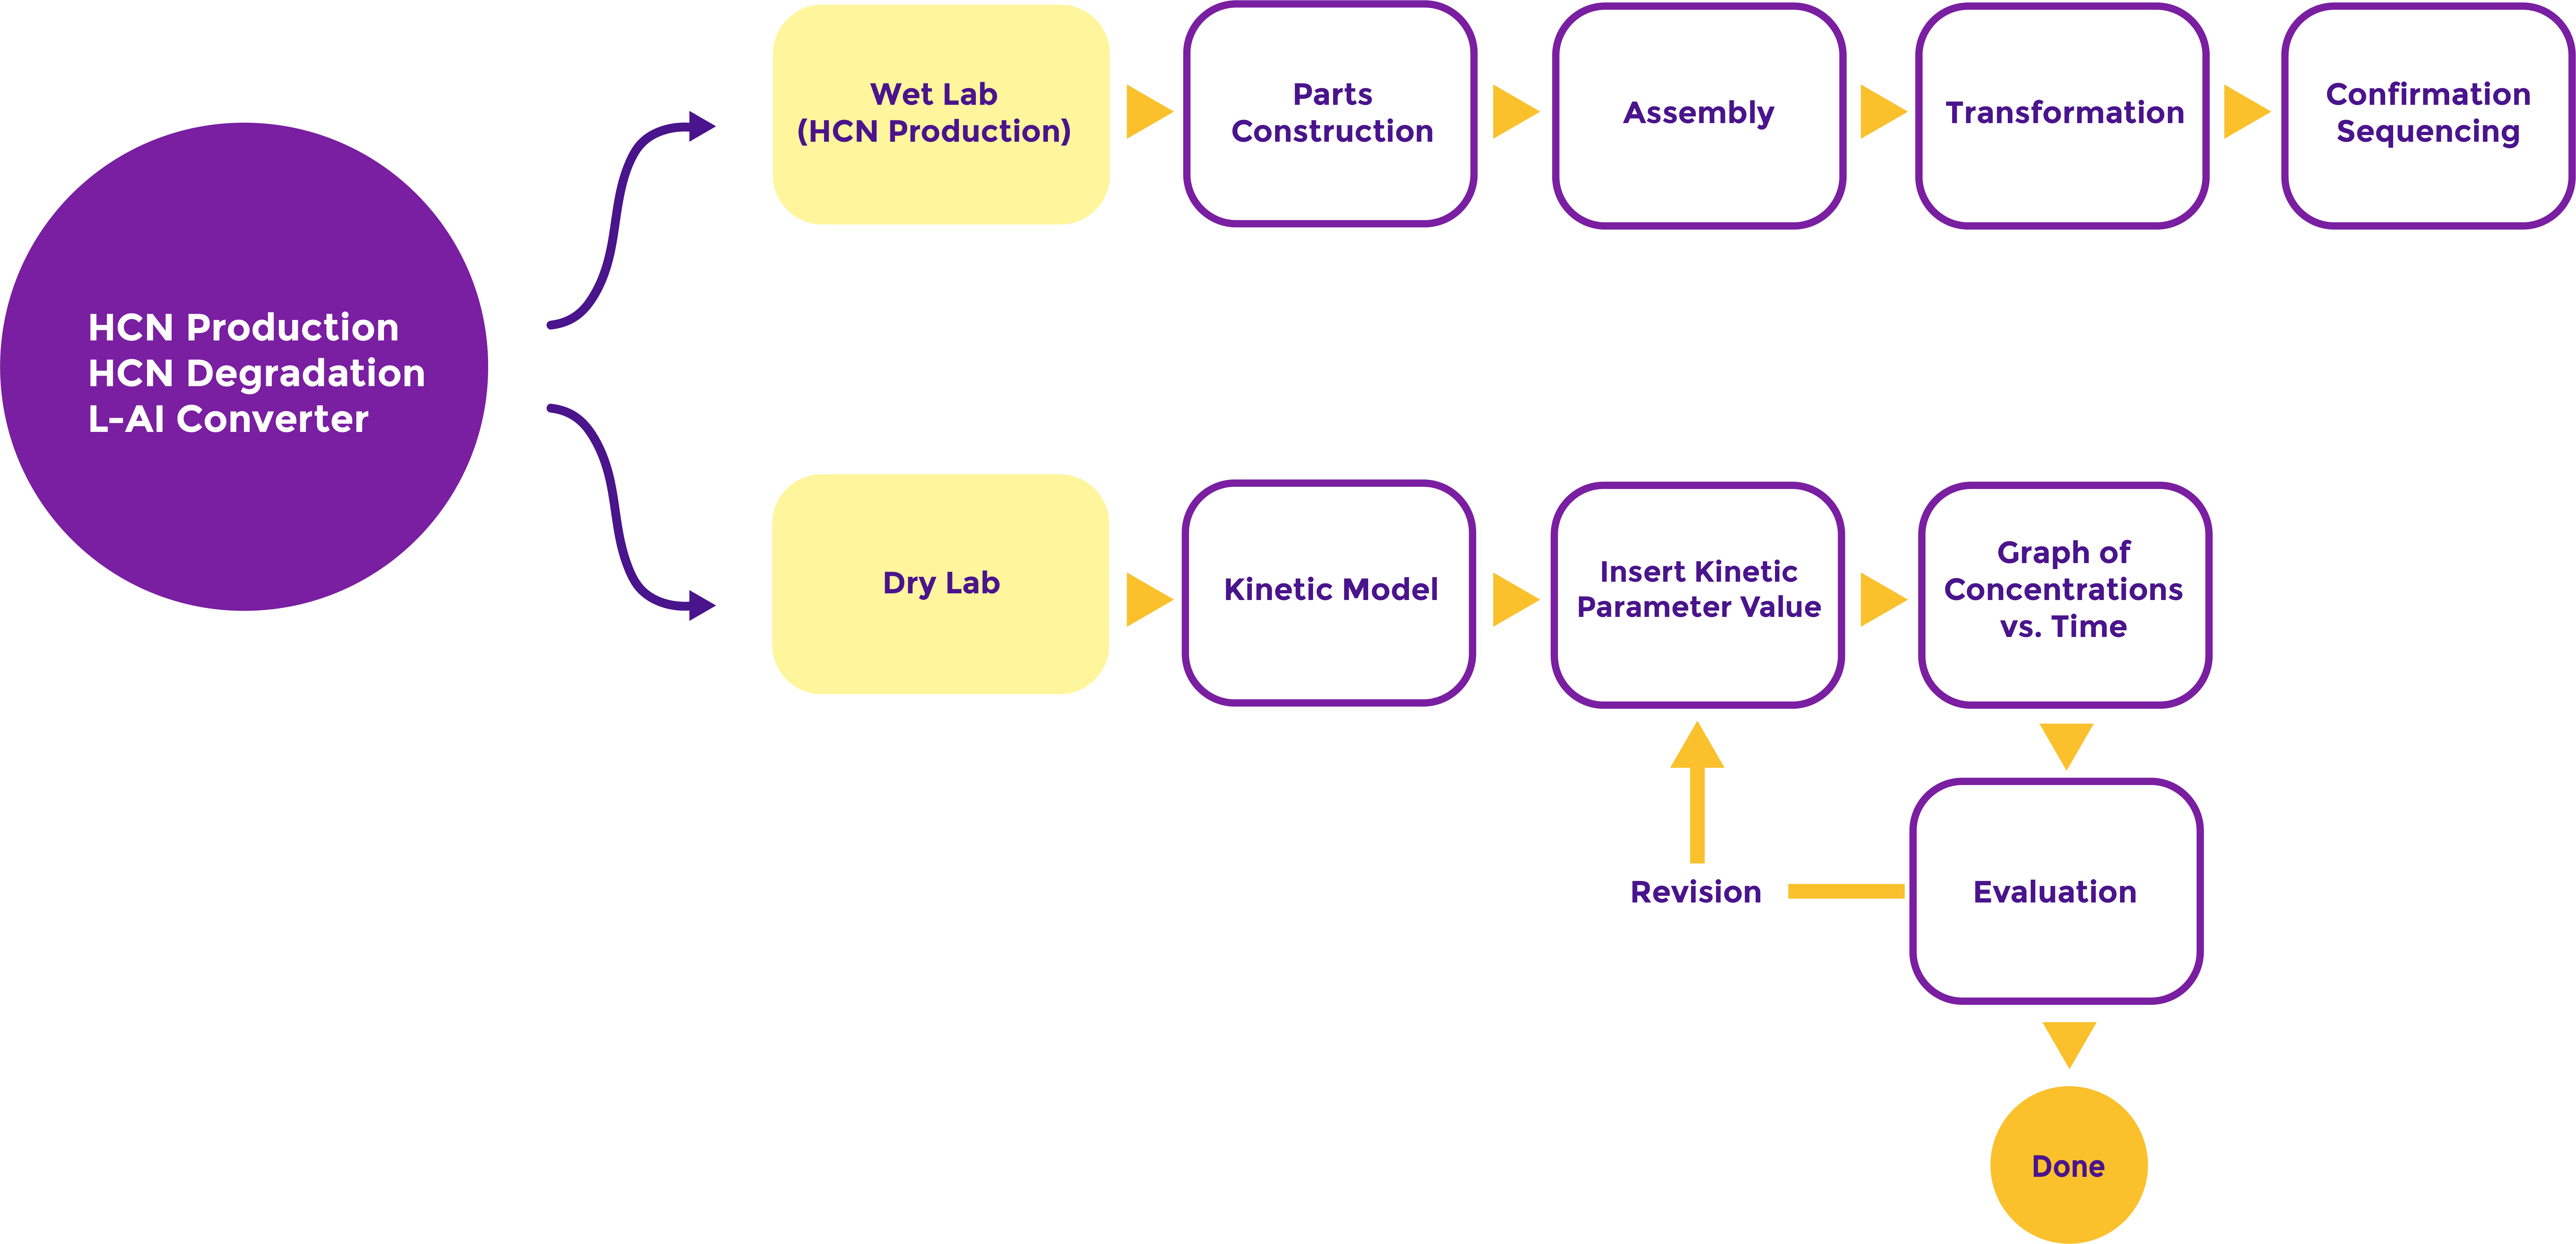 HCN Production
HCN Degradation
L-AI Converter
Wet Lab
(HCN Production)
Parts
Construction
Assembly
Transformation
Confirmation
Sequencing
Dry Lab
Kinetic Model
Insert Kinetic
Parameter Value
Graph of
Concentrations
vs. Time
Revision
Evaluation
Done